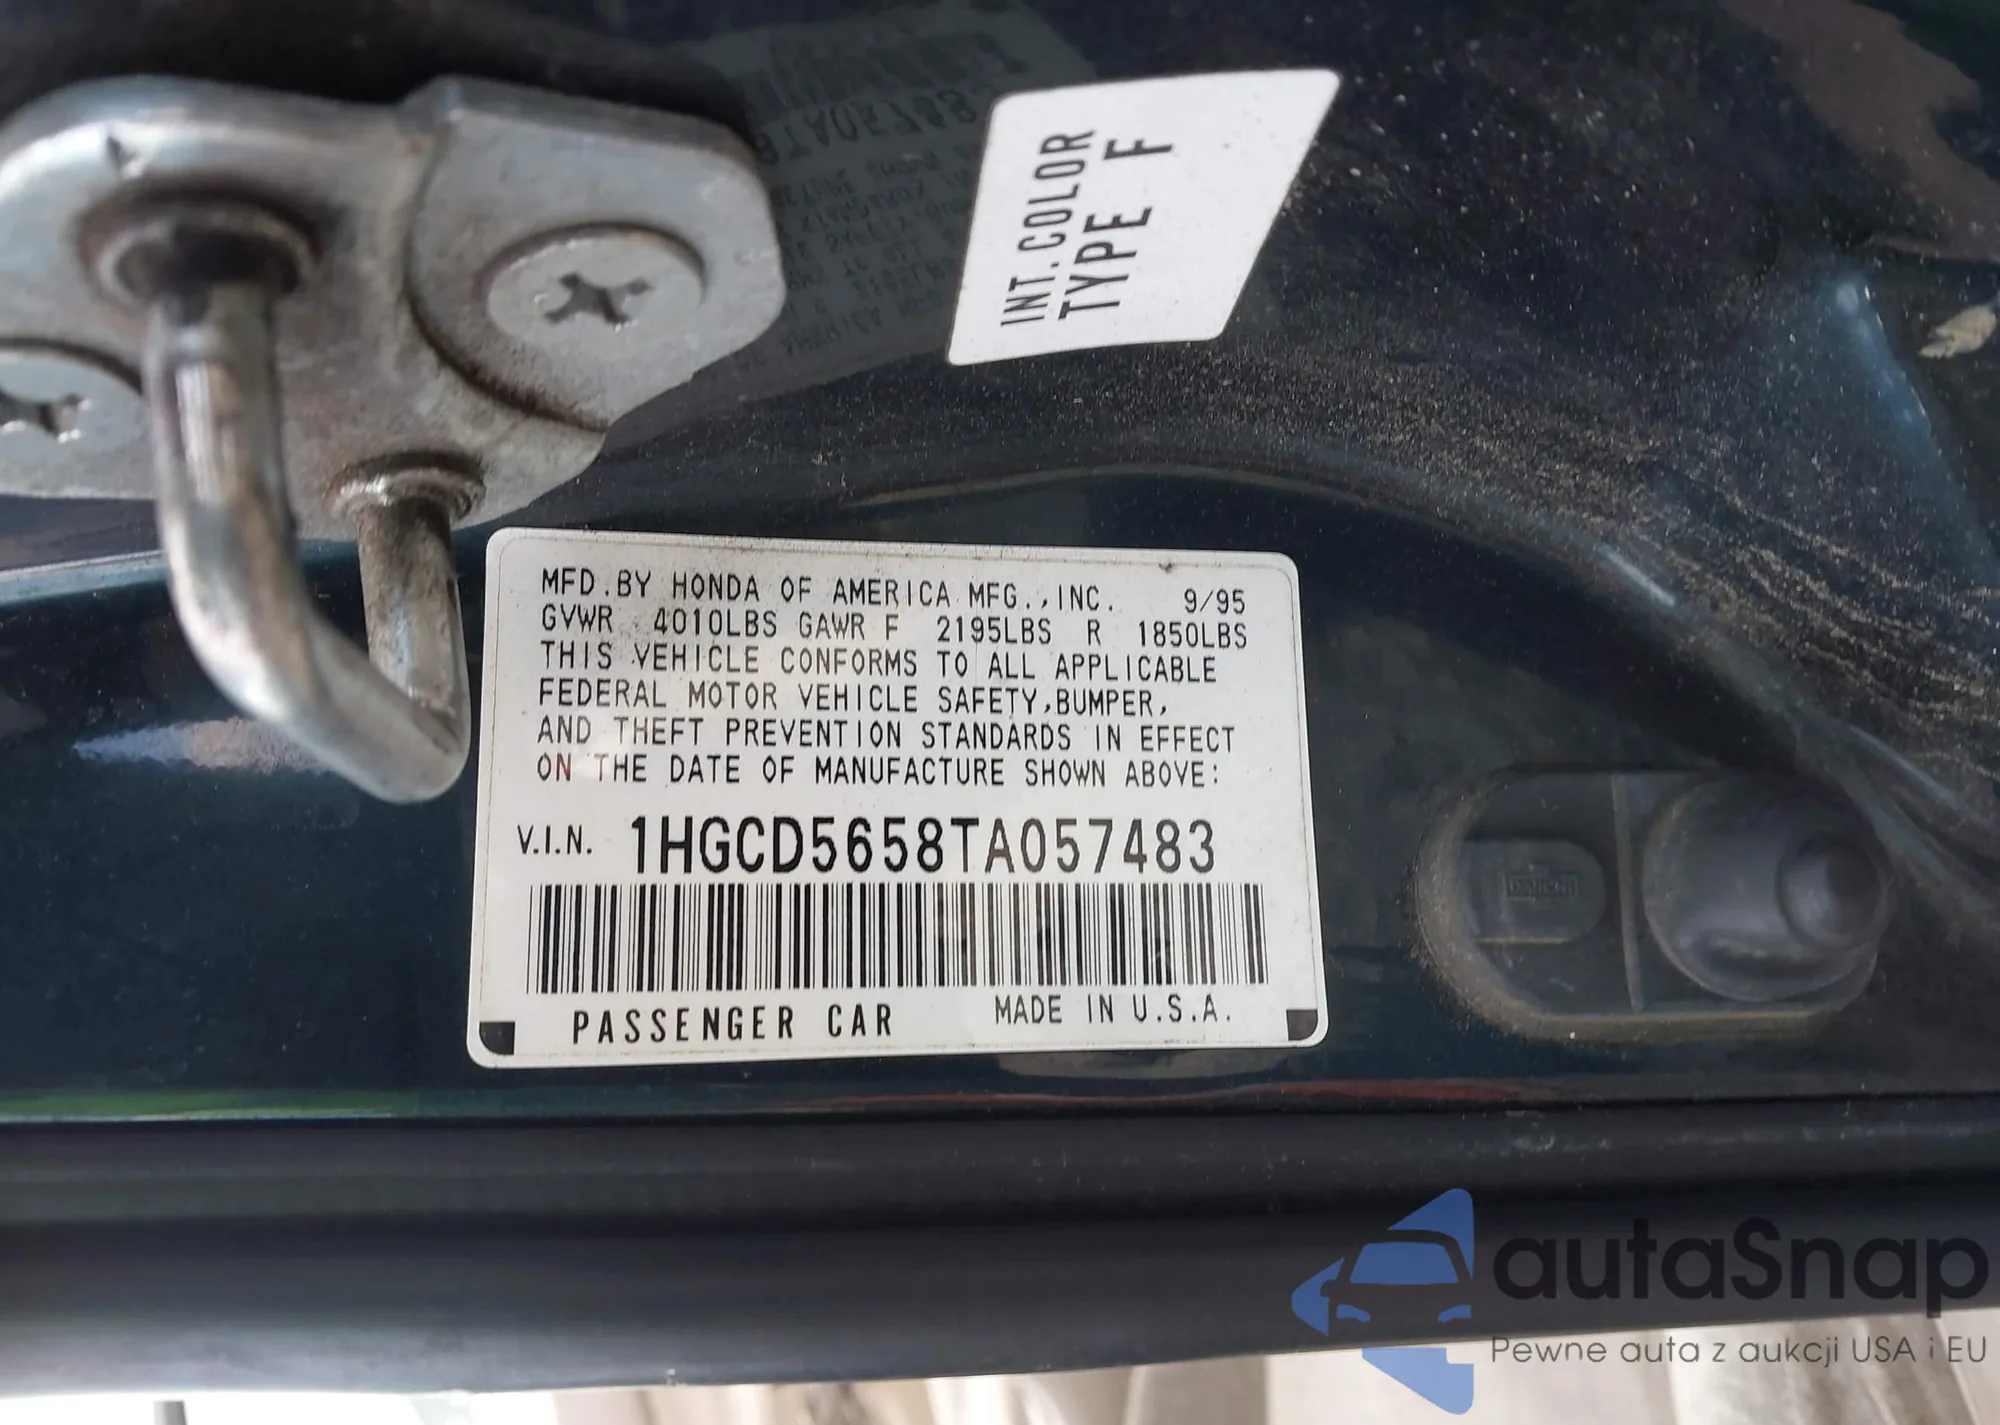 INT.COLOR
TYPE F
MFD.BY HONDA OF AMERICA MFG.,INC. 9/95
GVWR 4010LBS GAWR F 2195LBS R 1850LBS
THIS VEHICLE CONFORMS TO ALL APPLICABLE
FEDERAL MOTOR VEHICLE SAFETY,BUMPER,
AND THEFT PREVENTION STANDARDS IN EFFECT
ON THE DATE OF MANUFACTURE SHOWN ABOVE:
V.I.N. 1HGCD5658TA057483
PASSENGER CAR MADE IN U.S.A.
autaSnap
Pewne auta z aukcji USA i EU